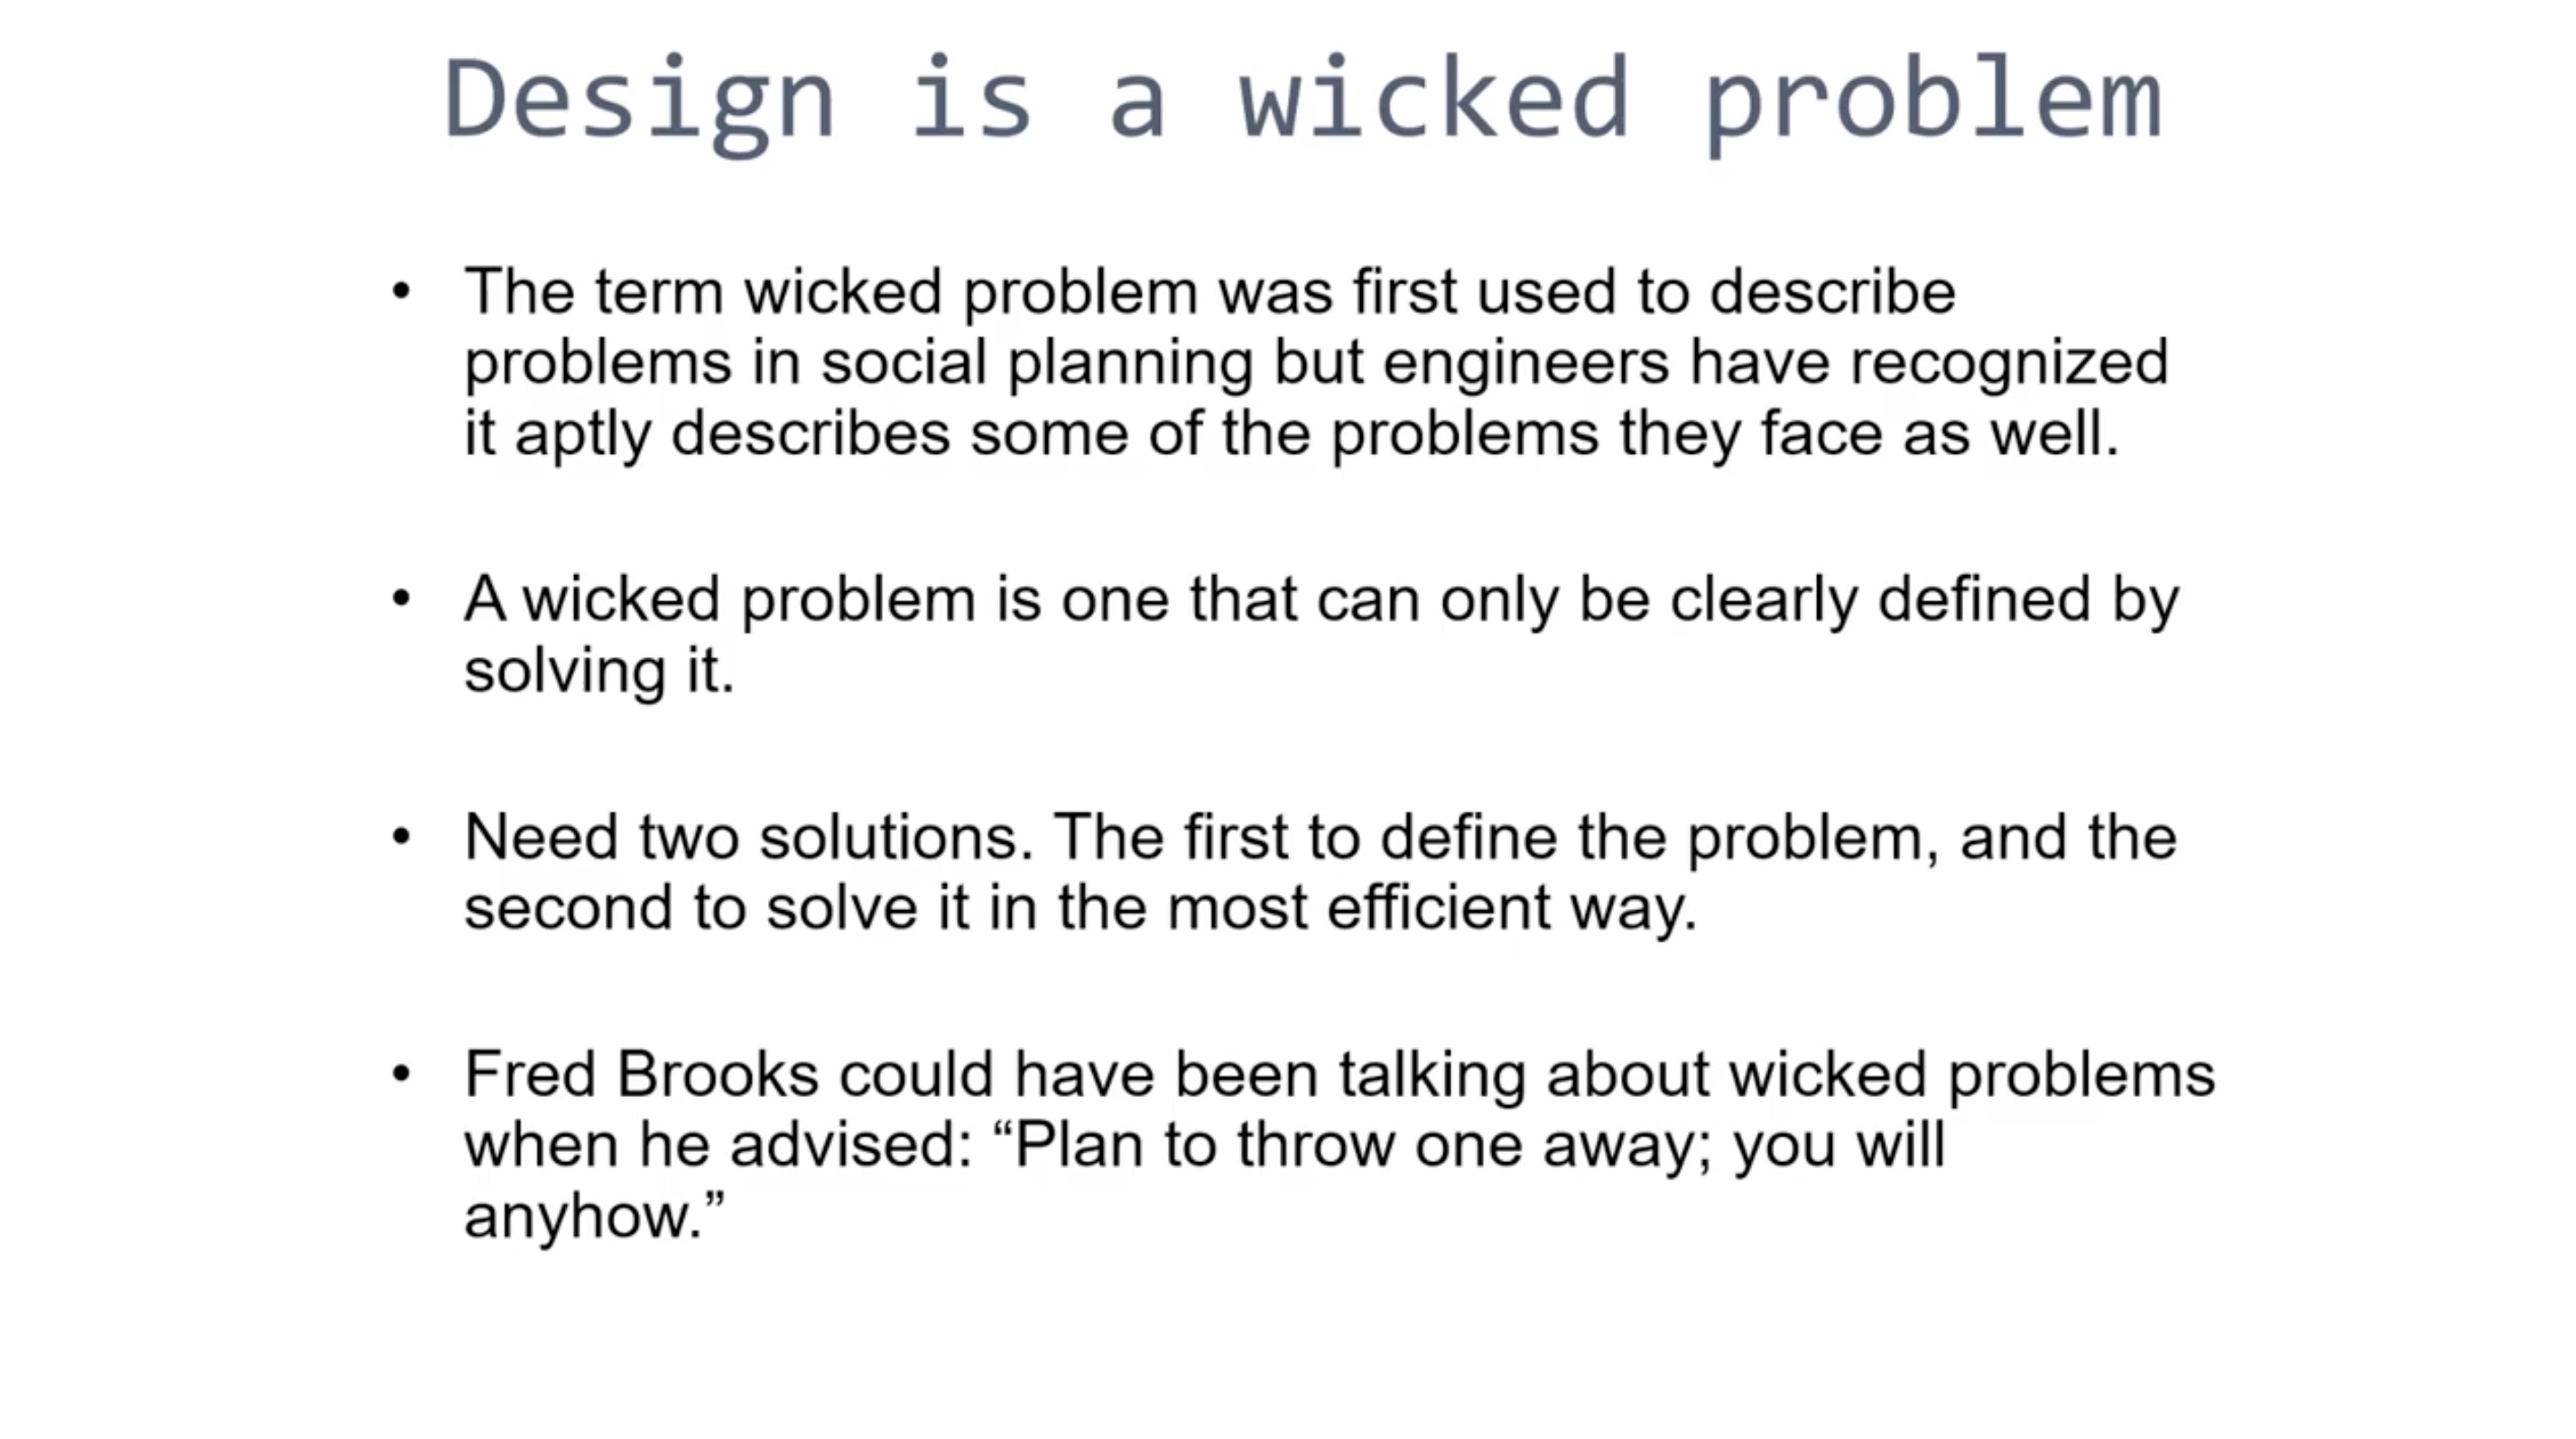 Design is a wicked problem
• The term wicked problem was first used to describe
problems in social planning but engineers have recognized
it aptly describes some of the problems they face as well.
• A wicked problem is one that can only be clearly defined by
solving it.
• Need two solutions. The first to define the problem, and the
second to solve it in the most efficient way.
• Fred Brooks could have been talking about wicked problems
when he advised: “Plan to throw one away; you will
anyhow.”